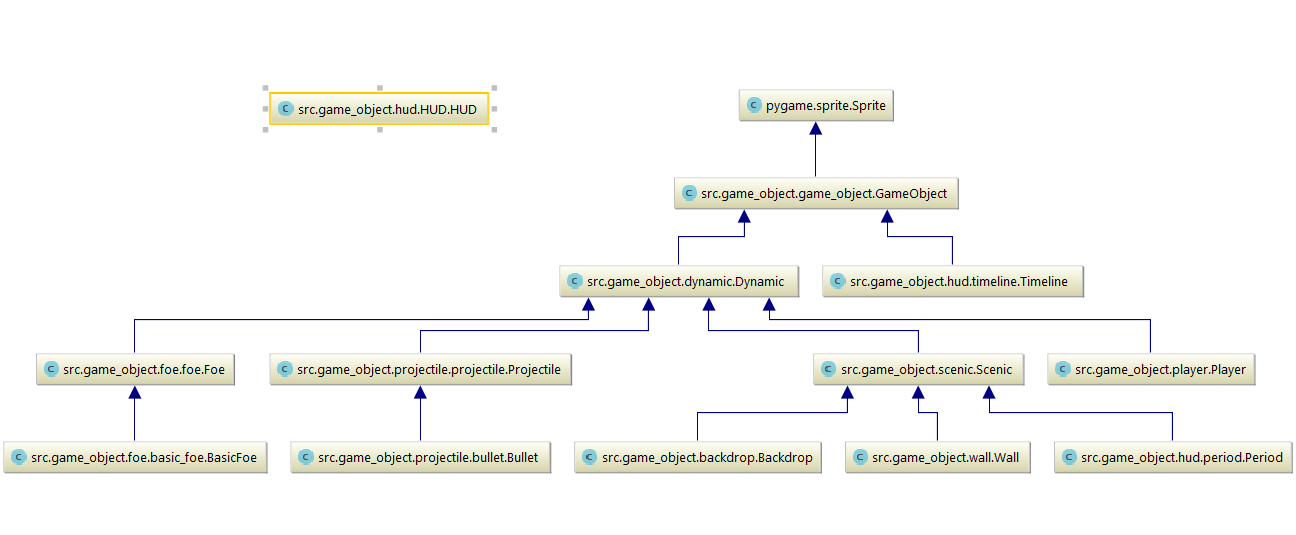 C src.game_object.hud.HUD.HUD
C pygame.sprite.Sprite
C src.game_object.game_object.GameObject
C src.game_object.dynamic.Dynamic
C src.game_object.hud.timeline.Timeline
C src.game_object.foe.foe.Foe
C src.game_object.projectile.projectile.Projectile
C src.game_object.scenic.Scenic
C src.game_object.player.Player
C src.game_object.foe.basic_foe.BasicFoe
C src.game_object.projectile.bullet.Bullet
C src.game_object.backdrop.Backdrop
C src.game_object.wall.Wall
C src.game_object.hud.period.Period